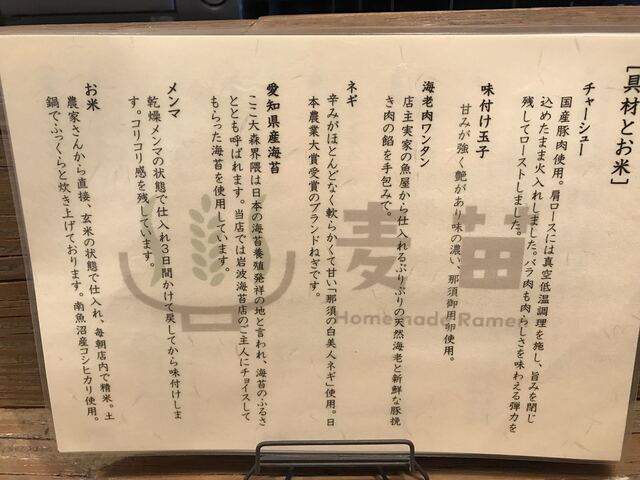 ［具材とお米］
チャーシュー
国産豚肉使用。肩ロースには真空低温調理を施し、旨みを閉じ
込めたまま火入れしました。バラ肉も肉らしさを味わえる弾力を
残してローストしました。
味付け玉子
甘みが強く艶があり味の濃い、那須御用卵使用。
海老肉ワンタン
店主実家の魚屋から仕入れるぷりぷりの天然海老と新鮮な豚挽
き肉の餡を手包みで。
ネギ
辛みがほとんどなく軟らかくて甘い「那須の白美人ネギ」使用。日
本農業大賞受賞のブランドねぎです。
愛知県産海苔
ここ大森界隈は日本の海苔養殖発祥の地と言われ、海苔のふるさ
ととも呼ばれます。当店では岩波海苔店のご主人にチョイスして
もらった海苔を使用しています。
メンマ
乾燥メンマの状態で仕入れ3日間かけて戻してから味付けしま
す。コリコリ感を残しています。
お米
農家さんから直接、玄米の状態で仕入れ、毎朝店内で精米。土
鍋でふっくらと炊き上げております。南魚沼産コシヒカリ使用。
麦苗
Homemade Ramen